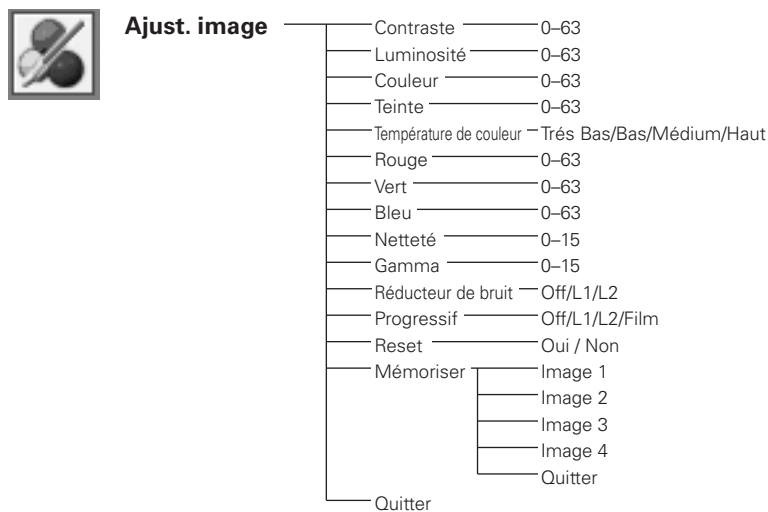 Ajust. image
Contraste 0–63
Luminosité 0–63
Couleur 0–63
Teinte 0–63
Température de couleur Trés Bas/Bas/Médium/Haut
Rouge 0–63
Vert 0–63
Bleu 0–63
Netteté 0–15
Gamma 0–15
Réducteur de bruit Off/L1/L2
Progressif Off/L1/L2/Film
Reset Oui / Non
Mémoriser Image 1
Image 2
Image 3
Image 4
Quitter
Quitter